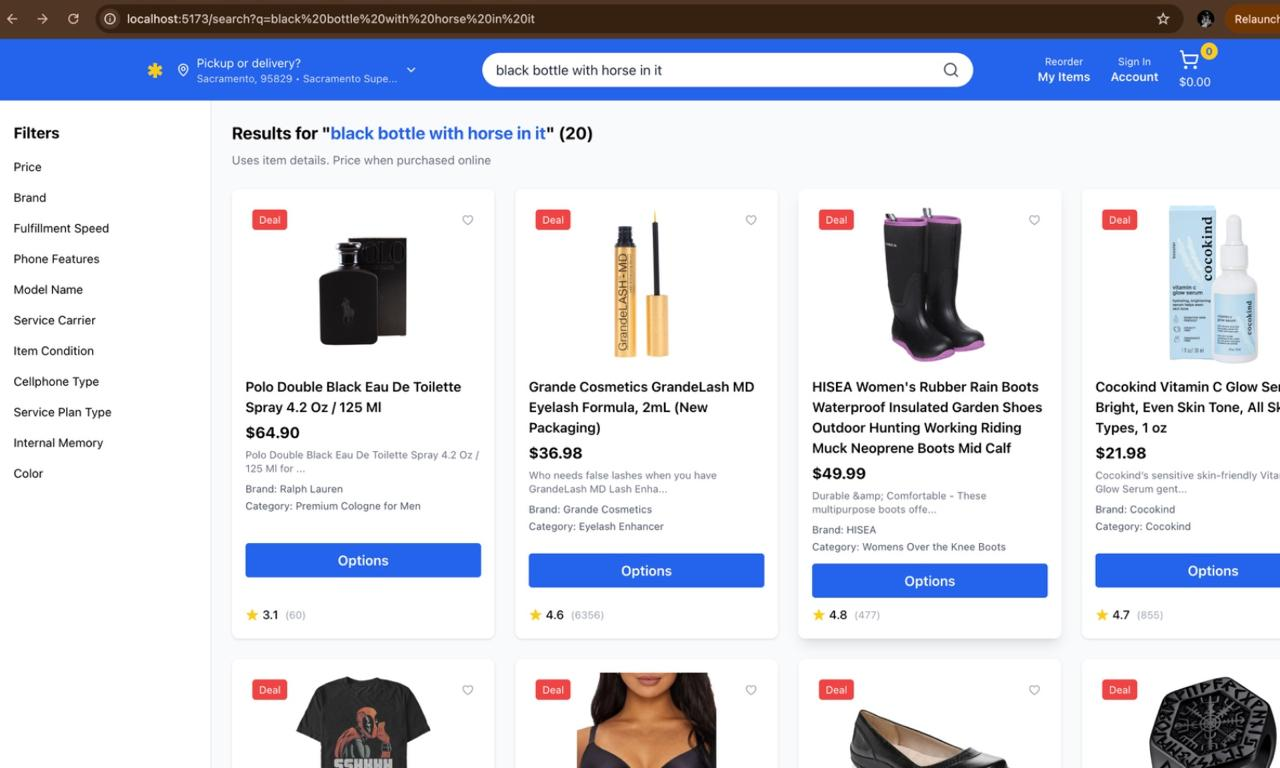 localhost:5173/search?q=black%20bottle%20with%20horse%20in%20it
Relaunch
Pickup or delivery?
Sacramento, 95829 • Sacramento Supe...
black bottle with horse in it
Reorder
My Items
Sign In
Account
0
$0.00
Filters
Price
Brand
Fulfillment Speed
Phone Features
Model Name
Service Carrier
Item Condition
Cellphone Type
Service Plan Type
Internal Memory
Color
Results for "black bottle with horse in it" (20)
Uses item details. Price when purchased online
Deal
Polo Double Black Eau De Toilette
Spray 4.2 Oz / 125 Ml
$64.90
Polo Double Black Eau De Toilette Spray 4.2 Oz /
125 Ml for ...
Brand: Ralph Lauren
Category: Premium Cologne for Men
Options
3.1 (60)
Deal
GrandeLASH-MD
Grande Cosmetics GrandeLash MD
Eyelash Formula, 2mL (New
Packaging)
$36.98
Who needs false lashes when you have
GrandeLash MD Lash Enha...
Brand: Grande Cosmetics
Category: Eyelash Enhancer
Options
4.6 (6356)
Deal
HISEA Women's Rubber Rain Boots
Waterproof Insulated Garden Shoes
Outdoor Hunting Working Riding
Muck Neoprene Boots Mid Calf
$49.99
Durable &amp; Comfortable - These
multipurpose boots offe...
Brand: HISEA
Category: Womens Over the Knee Boots
Options
4.8 (477)
Deal
cocokind
vitamin c
glow serum
cocokind
Cocokind Vitamin C Glow Se
Bright, Even Skin Tone, All S
Types, 1 oz
$21.98
Cocokind's sensitive skin-friendly Vita
Glow Serum gent...
Brand: Cocokind
Category: Cocokind
Options
4.7 (855)
Deal
SSHHHH
Deal
Deal
Deal